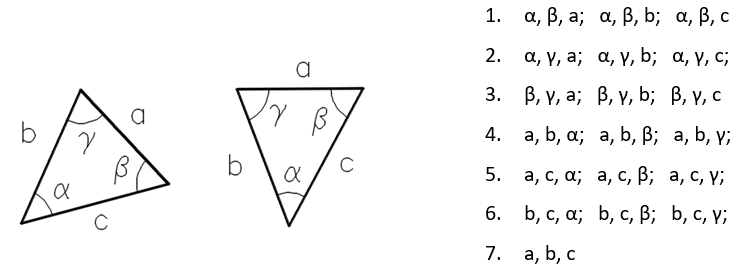 b
a
γ
β
α
c
a
γ
β
b
α
c
1. α, β, a; α, β, b; α, β, c
2. α, γ, a; α, γ, b; α, γ, c;
3. β, γ, a; β, γ, b; β, γ, c
4. a, b, α; a, b, β; a, b, γ;
5. a, c, α; a, c, β; a, c, γ;
6. b, c, α; b, c, β; b, c, γ;
7. a, b, c